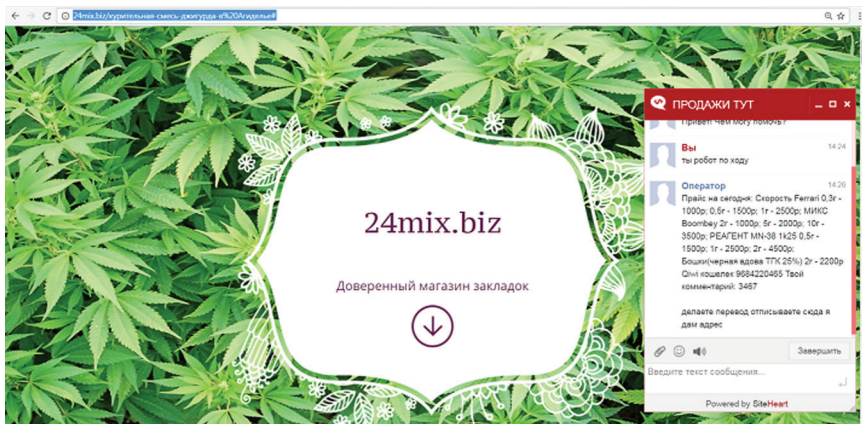 24mix.biz/курительная-смесь-джигурда-в%20Агиделье#
ПРОДАЖИ ТУТ
Привет! Чем могу помочь?
Вы 14:24
ты робот по ходу
Оператор 14:26
Прайс на сегодня: Скорость Ferrari 0,3г -
1000р; 0,5г - 1500р; 1г - 2500р; МИКС
Boombey 2г - 1000р; 5г - 2000р; 10г -
3500р; РЕАГЕНТ MN-38 1k25 0,5г -
1500р; 1г - 2500р; 2г - 4500р;
Бошки(черная вдова ТГК 25%) 2г - 2200р
Qiwi кошелек 9684220465 Твой
комментарий: 3467
делаете перевод отписываете сюда я
дам адрес
Завершить
Введите текст сообщения...
Powered by SiteHeart
24mix.biz
Доверенный магазин закладок